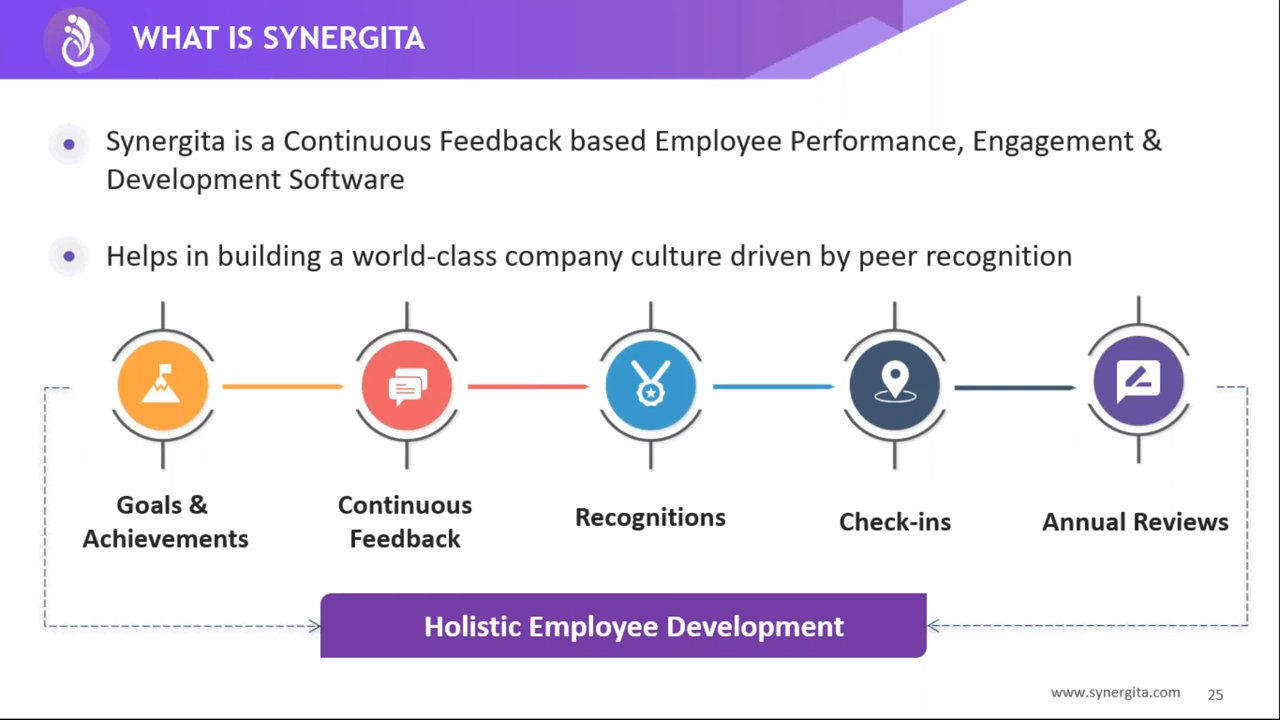 WHAT IS SYNERGITA
Synergita is a Continuous Feedback based Employee Performance, Engagement &
Development Software
Helps in building a world-class company culture driven by peer recognition
Goals &
Achievements
Continuous
Feedback
Recognitions
Check-ins
Annual Reviews
Holistic Employee Development
www.synergita.com
25